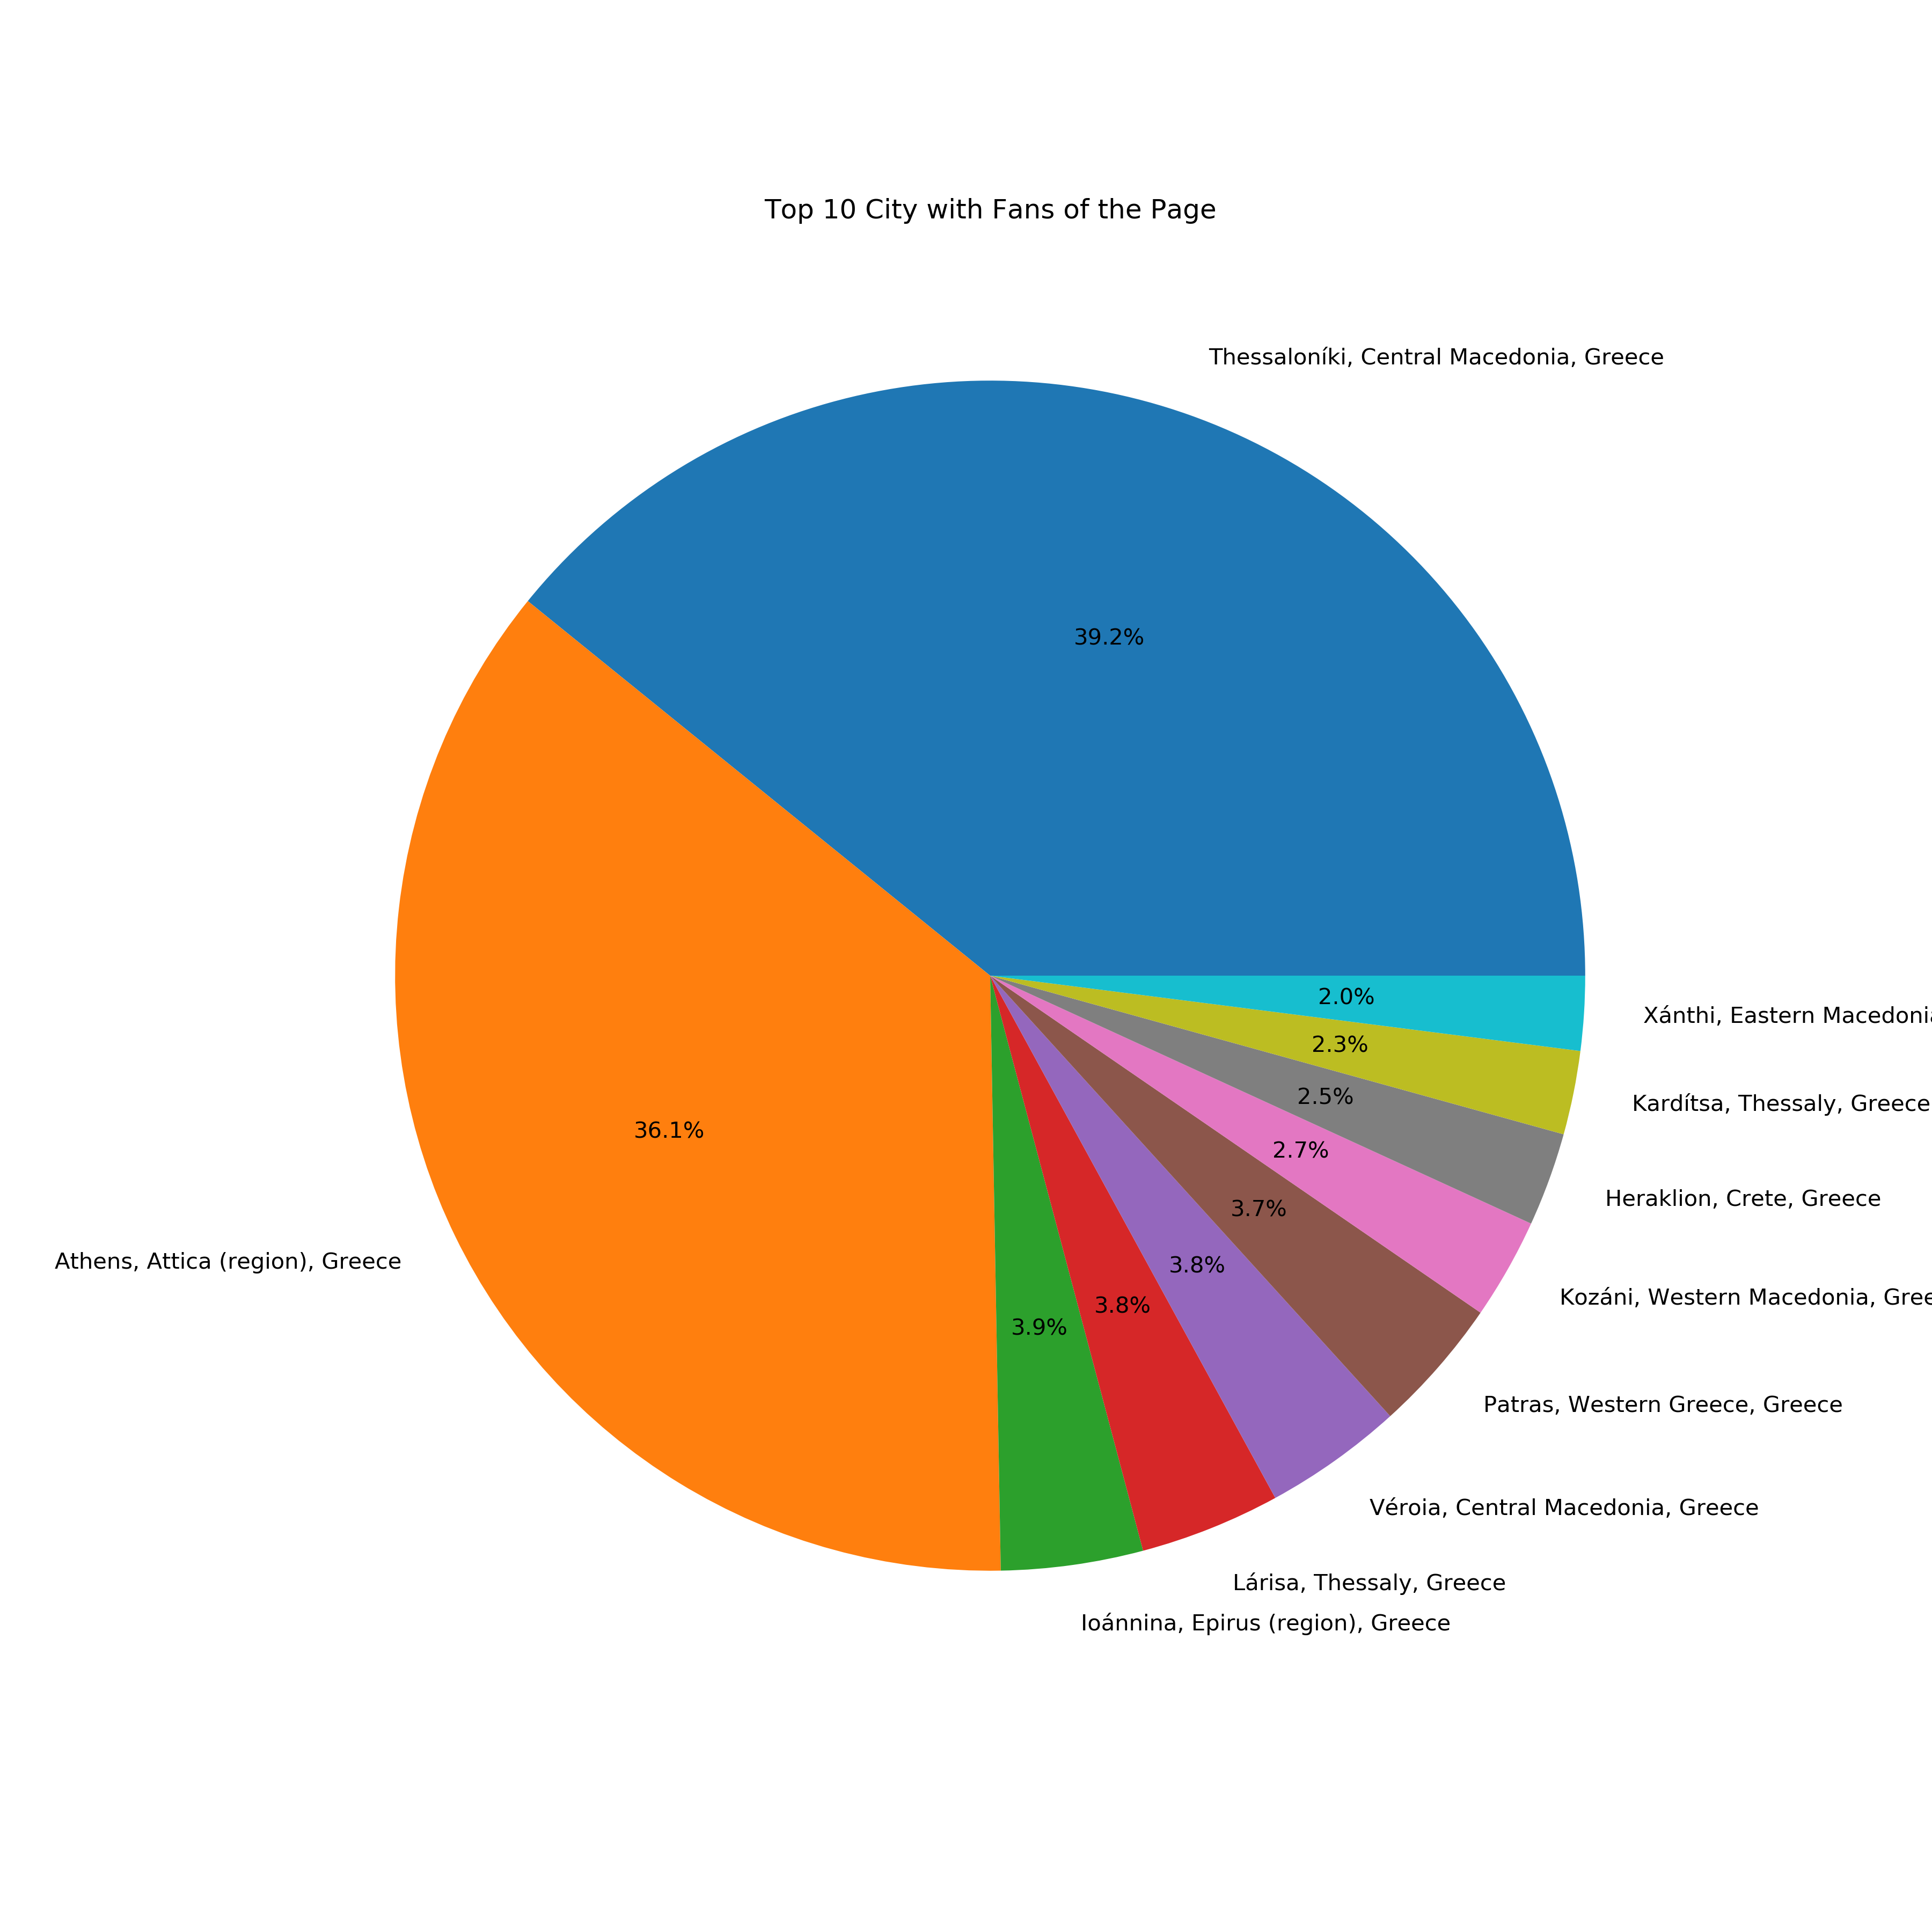 Top 10 City with Fans of the Page
Thessaloníki, Central Macedonia, Greece
39.2%
36.1%
Athens, Attica (region), Greece
3.9%
Ioánnina, Epirus (region), Greece
3.8%
Lárisa, Thessaly, Greece
3.8%
Véroia, Central Macedonia, Greece
3.7%
Patras, Western Greece, Greece
2.7%
Kozáni, Western Macedonia,
2.5%
Heraklion, Crete, Greece
2.3%
Kardítsa, Thessaly, Greece
2.0%
Xánthi, Eastern Macedonia